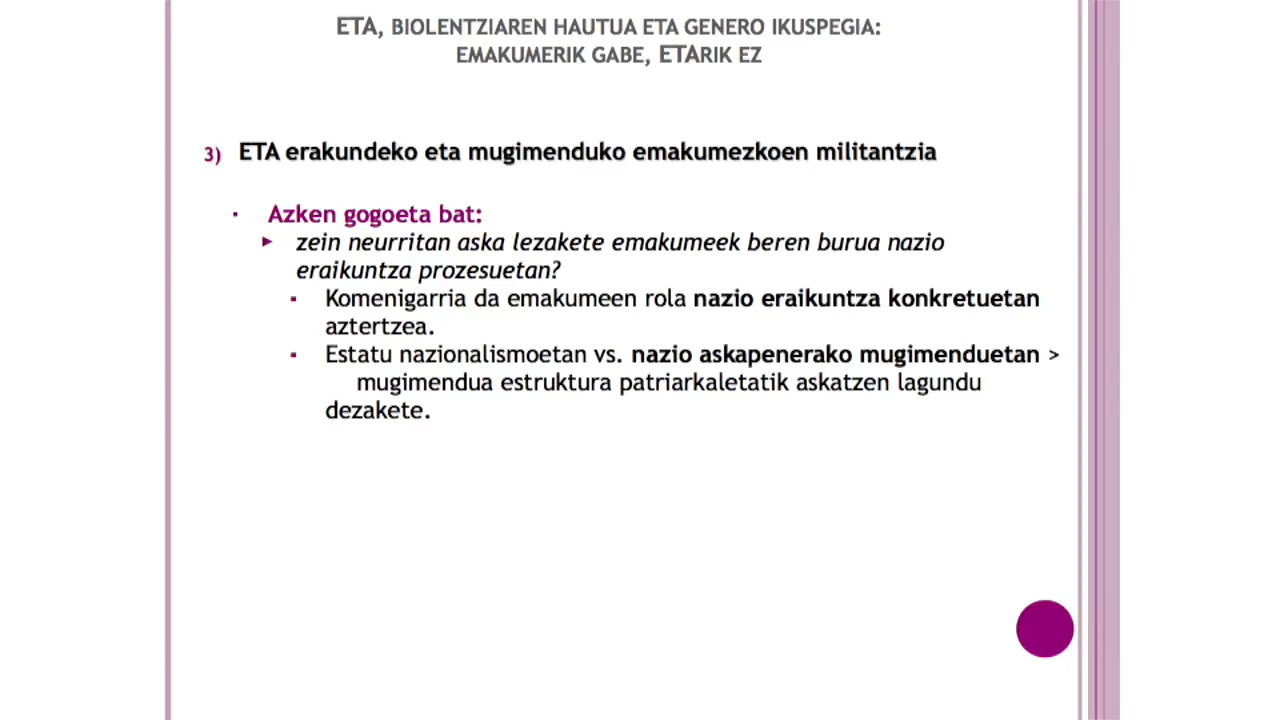 ETA, BIOLENTZIAREN HAUTUA ETA GENERO IKUSPEGIA:
EMAKUMERIK GABE, ETARIK EZ
3) ETA erakundeko eta mugimenduko emakumezkoen militantzia
▪ Azken gogoeta bat:
▶ zein neurritan aska lezakete emakumeek beren burua nazio
eraikuntza prozesuetan?
▪ Komenigarria da emakumeen rola nazio eraikuntza konkretuetan
aztertzea.
▪ Estatu nazionalismoetan vs. nazio askapenerako mugimenduetan >
mugimendua estruktura patriarkaletatik askatzen lagundu
dezakete.